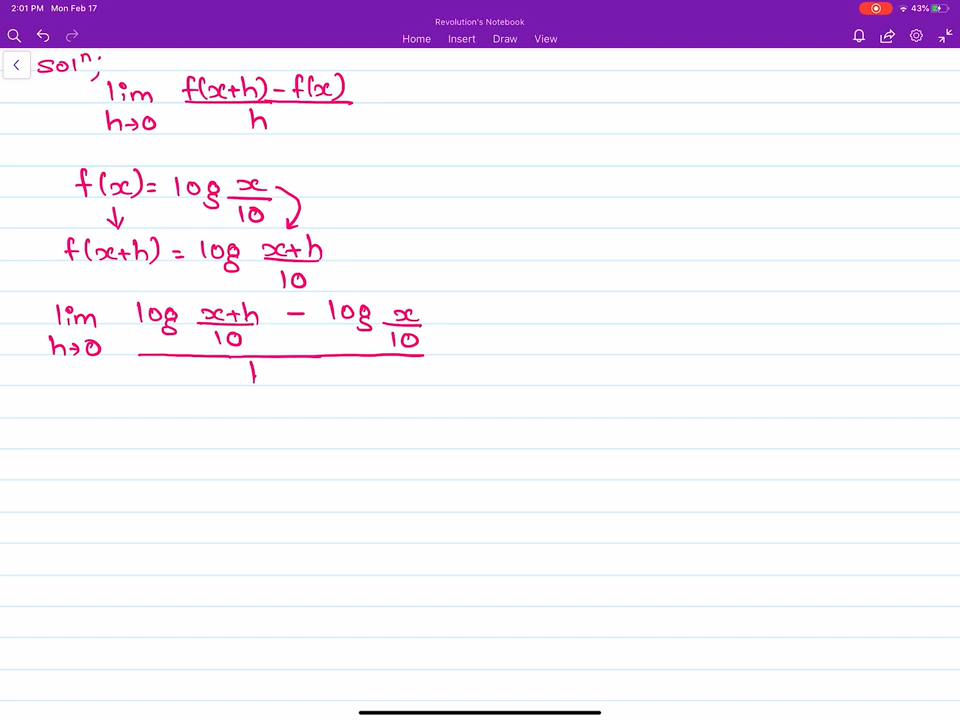 2:01 PM Mon Feb 17
43%
Revolution's Notebook
Home Insert Draw View
Solⁿ;
lim f(x+h) - f(x)
h→0 h
f(x) = log x/10
↓
f(x+h) = log x+h/10
lim log x+h/10 - log x/10
h→0